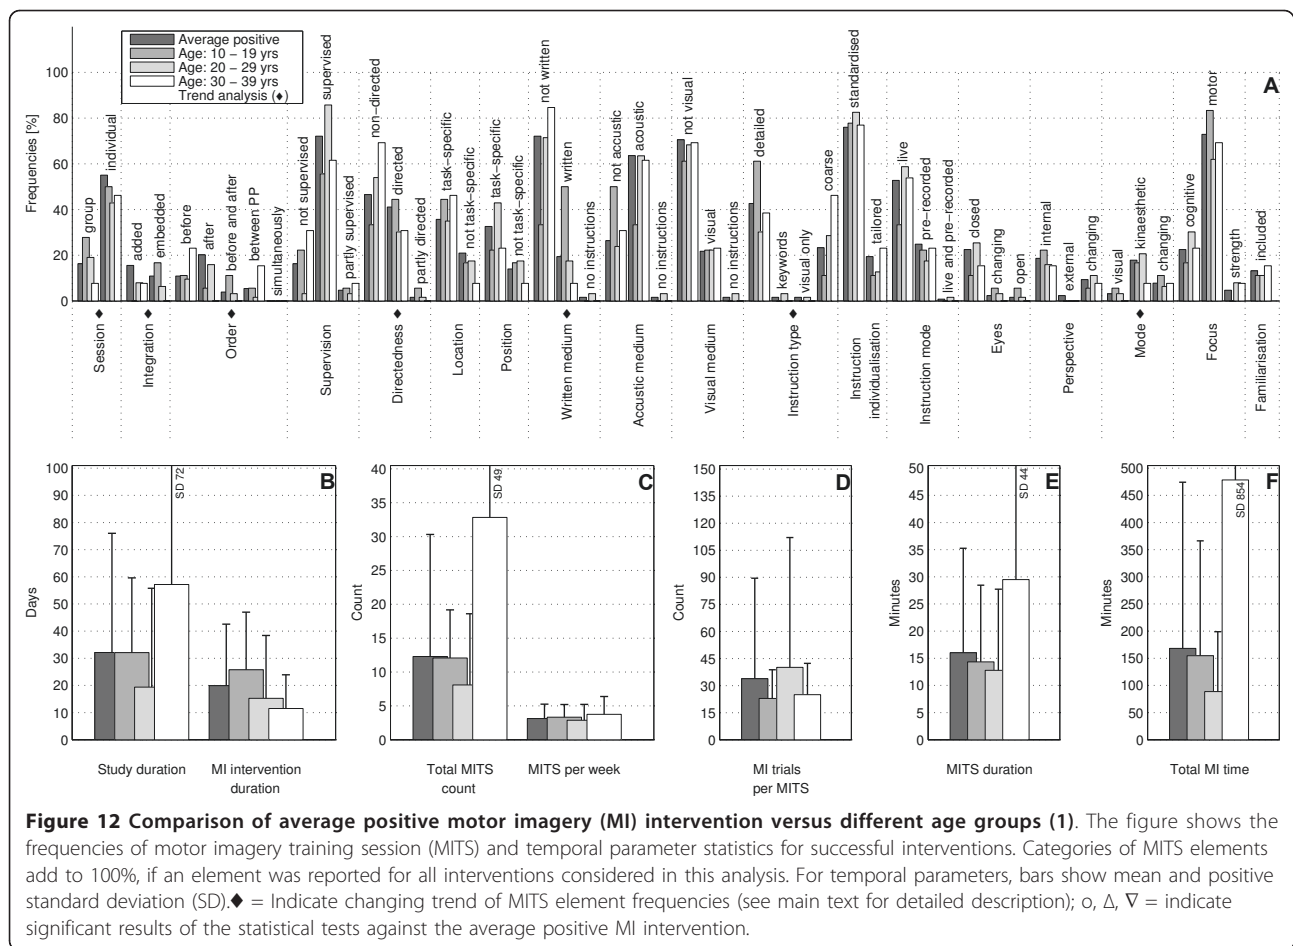 Average positive
Age: 10 − 19 yrs
Age: 20 − 29 yrs
Age: 30 − 39 yrs
Trend analysis (♦)
A
Frequencies [%]
100
80
60
40
20
0
group
individual
added
embedded
before
after
before and after
between PP
simultaneously
not supervised
supervised
partly supervised
non−directed
directed
partly directed
task−specific
not task−specific
task−specific
not task−specific
not written
written
no instructions
not accustic
acoustic
no instructions
not visual
visual
no instructions
detailed
keywords
visual only
coarse
standardised
tailored
live
pre−recorded
live and pre−recorded
closed
changing
open
internal
external
changing
visual
kinaesthetic
changing
cognitive
motor
strength
included
♦ ♦ ♦ ♦ ♦ ♦ ♦
Session
Integration
Order
Supervision
Directedness
Location
Position
Written medium
Accustic medium
Visual medium
Instruction type
Instruction
individualisation
Instruction mode
Eyes
Perspective
Mode
Focus
Familiarisation
B
Days
100
90
80
70
60
50
40
30
20
10
0
SD 72
Study duration
MI intervention
duration
C
Count
40
35
30
25
20
15
10
5
0
SD 49
Total MITS
count
MITS per week
D
Count
150
135
120
105
90
75
60
45
30
15
0
MI trials
per MITS
E
Minutes
50
45
40
35
30
25
20
15
10
5
0
SD 44
MITS duration
F
Minutes
500
450
400
350
300
250
200
150
100
50
0
SD 854
Total MI time
Figure 12 Comparison of average positive motor imagery (MI) intervention versus different age groups (1). The figure shows the
frequencies of motor imagery training session (MITS) and temporal parameter statistics for successful interventions. Categories of MITS elements
add to 100%, if an element was reported for all interventions considered in this analysis. For temporal parameters, bars show mean and positive
standard deviation (SD).♦ = Indicate changing trend of MITS element frequencies (see main text for detailed description); o, Δ, ∇ = indicate
significant results of the statistical tests against the average positive MI intervention.